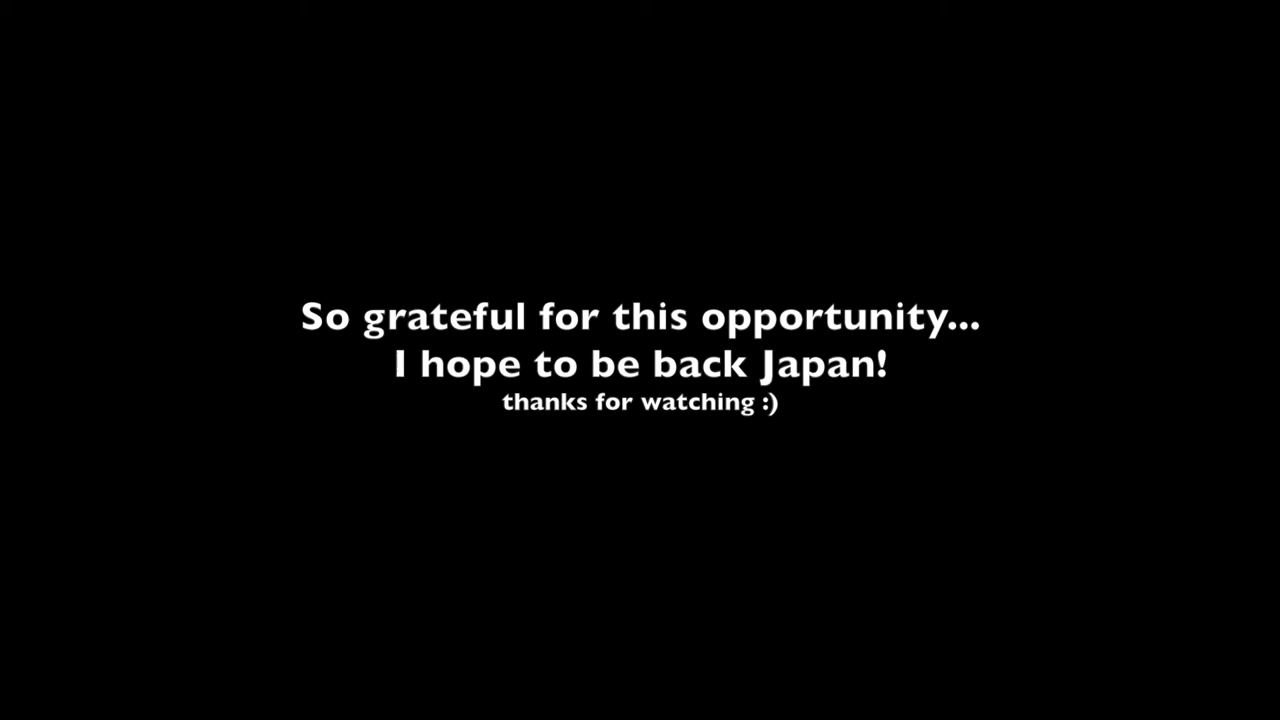 So grateful for this opportunity...
I hope to be back Japan!
thanks for watching :)